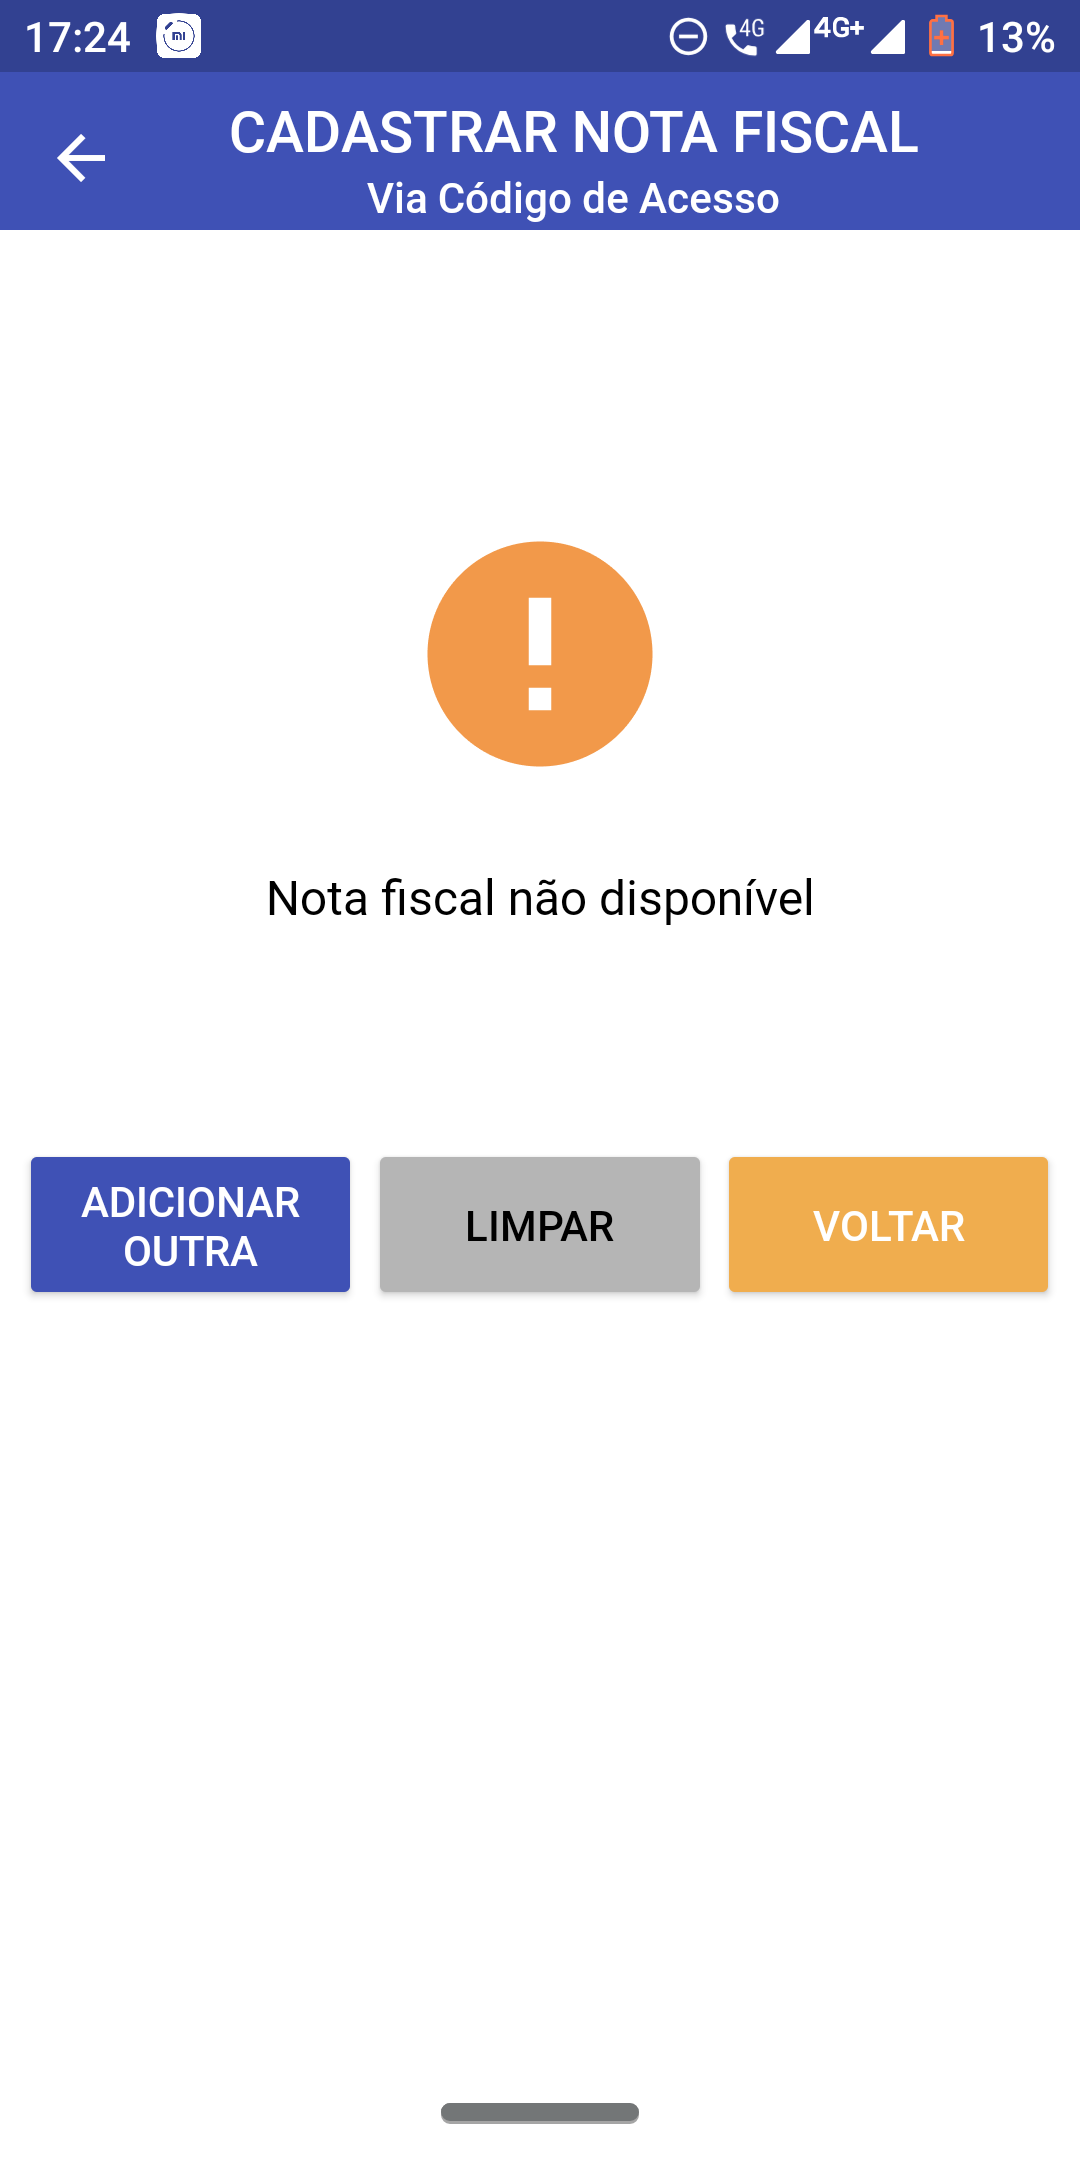 17:24
4G 4G+ 13%
CADASTRAR NOTA FISCAL
Via Código de Acesso
Nota fiscal não disponível
ADICIONAR
OUTRA
LIMPAR
VOLTAR